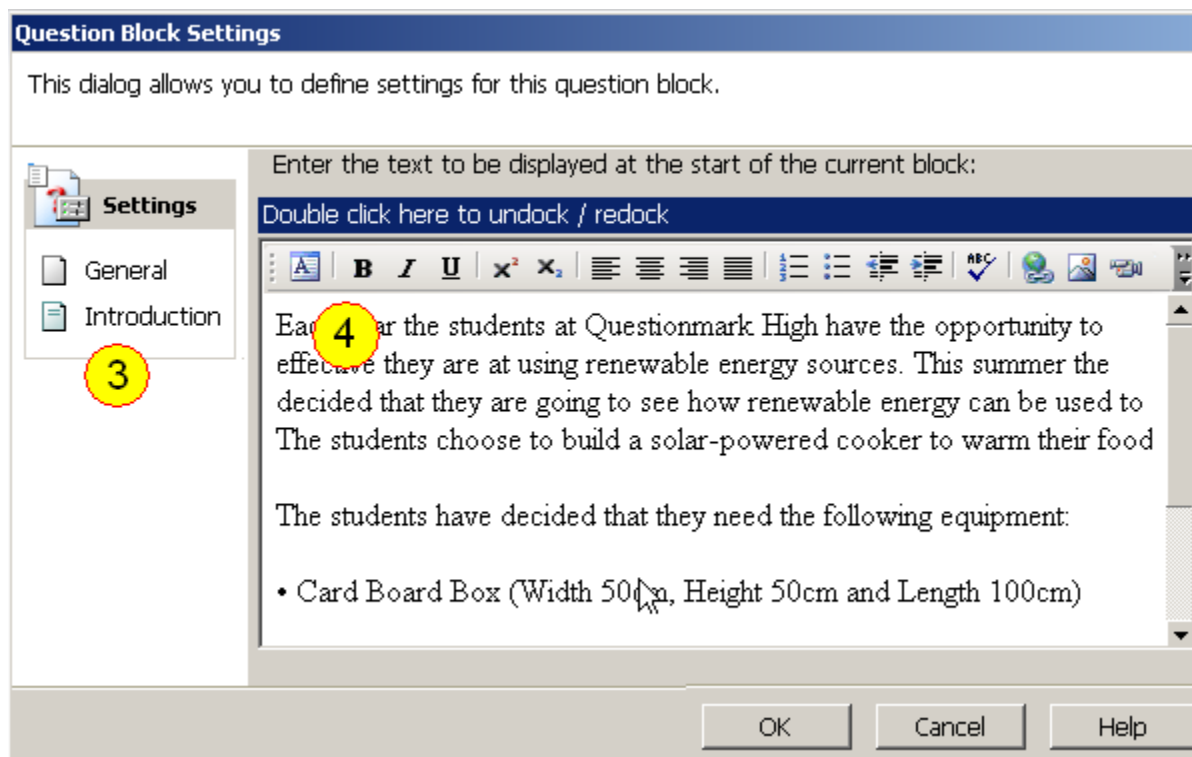 Question Block Settings
This dialog allows you to define settings for this question block.
Settings
General
Introduction
3
Enter the text to be displayed at the start of the current block:
Double click here to undock / redock
A B I U x² x₂ ABC
4
the students at Questionmark High have the opportunity to
effective they are at using renewable energy sources. This summer the
decided that they are going to see how renewable energy can be used to
The students choose to build a solar-powered cooker to warm their food
The students have decided that they need the following equipment:
• Card Board Box (Width 50cm, Height 50cm and Length 100cm)
OK Cancel Help